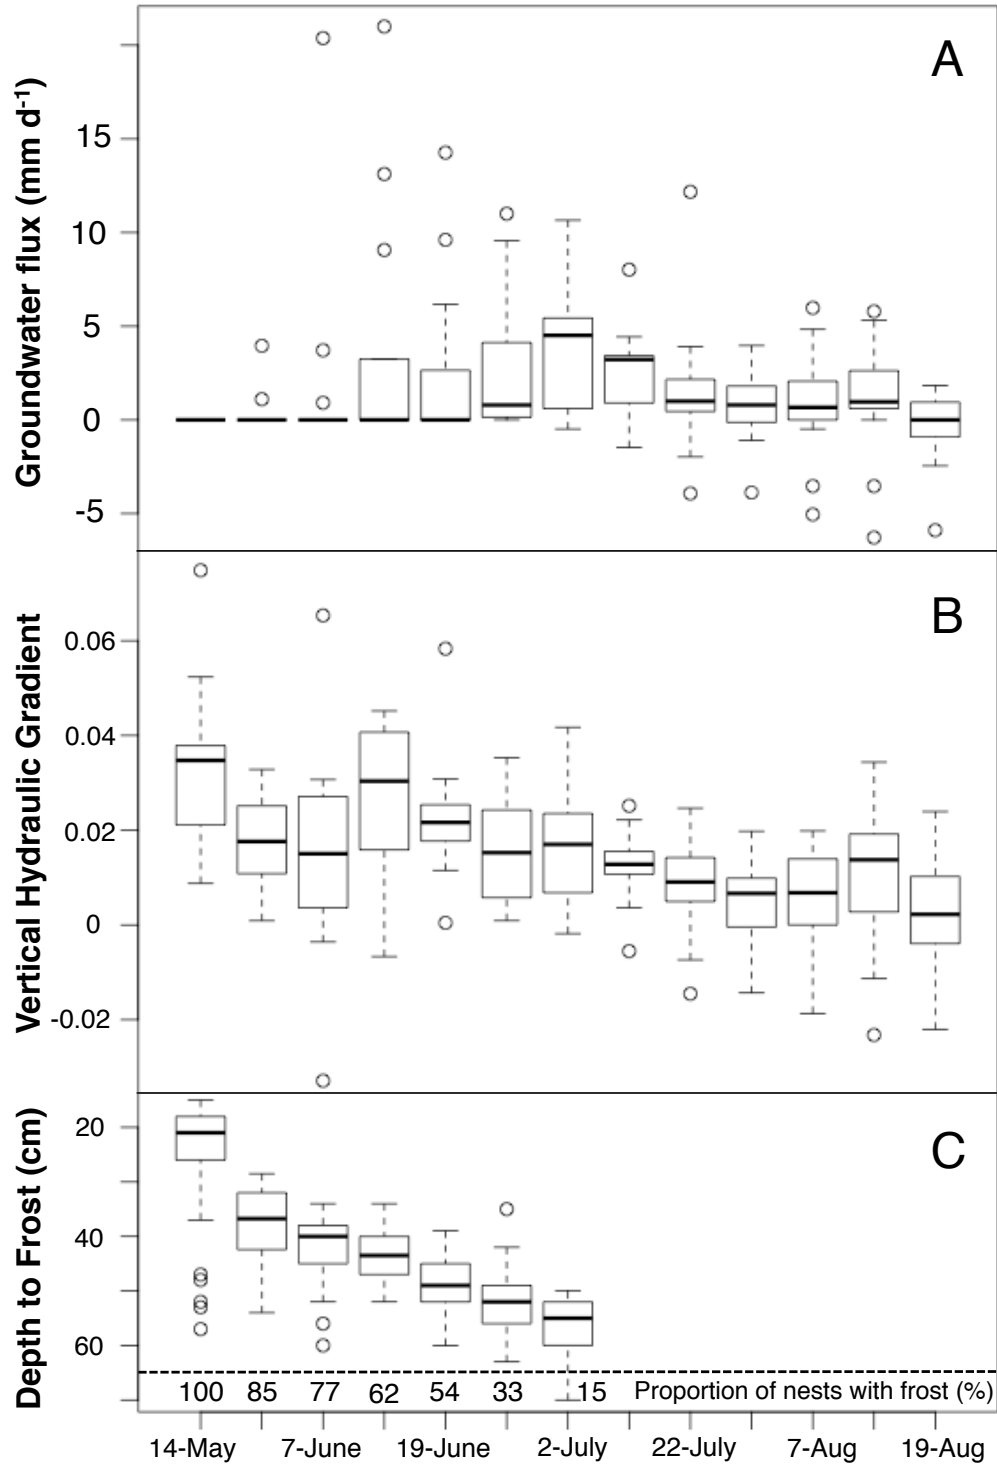 A
Groundwater flux (mm d-1)
15
10
5
0
-5
B
Vertical Hydraulic Gradient
0.06
0.04
0.02
0
-0.02
C
Depth to Frost (cm)
20
40
60
100 85 77 62 54 33 15 Proportion of nests with frost (%)
14-May 7-June 19-June 2-July 22-July 7-Aug 19-Aug